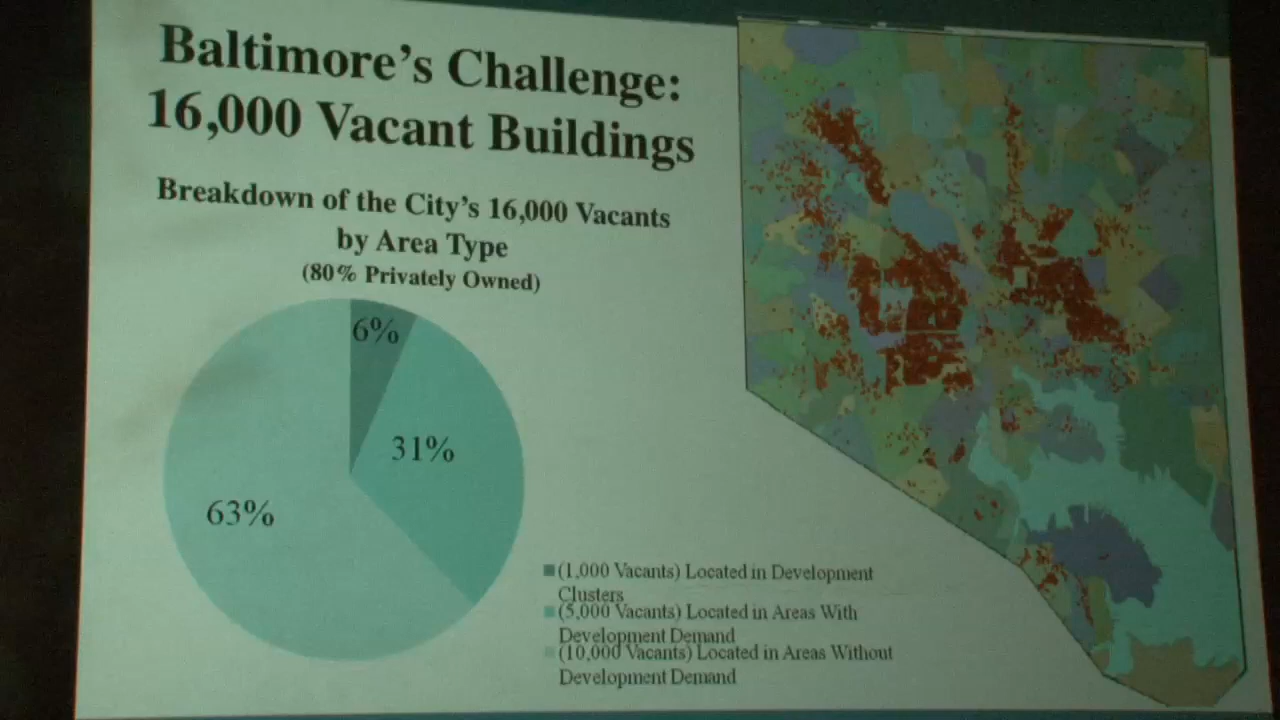 Baltimore's Challenge:
16,000 Vacant Buildings
Breakdown of the City's 16,000 Vacants
by Area Type
(80% Privately Owned)
6%
31%
63%
(1,000 Vacants) Located in Development
Clusters
(5,000 Vacants) Located in Areas With
Development Demand
(10,000 Vacants) Located in Areas Without
Development Demand